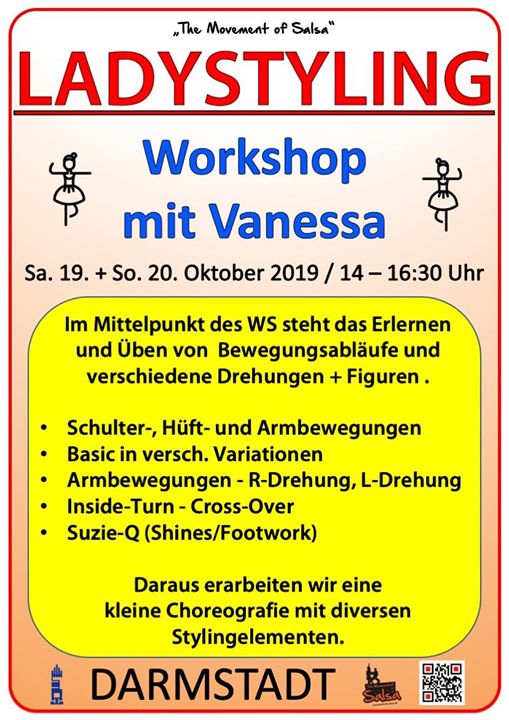 „The Movement of Salsa“
LADYSTYLING
Workshop
mit Vanessa
Sa. 19. + So. 20. Oktober 2019 / 14 – 16:30 Uhr
Im Mittelpunkt des WS steht das Erlernen
und Üben von Bewegungsabläufe und
verschiedene Drehungen + Figuren .
• Schulter-, Hüft- und Armbewegungen
• Basic in versch. Variationen
• Armbewegungen - R-Drehung, L-Drehung
• Inside-Turn - Cross-Over
• Suzie-Q (Shines/Footwork)
Daraus erarbeiten wir eine
kleine Choreografie mit diversen
Stylingelementen.
DARMSTADT
Salsa